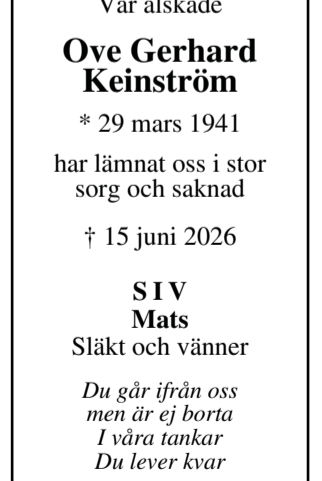 Vår älskade
Ove Gerhard
Keinström
* 29 mars 1941
har lämnat oss i stor
sorg och saknad
† 15 juni 2026
SIV
Mats
Släkt och vänner
Du går ifrån oss
men är ej borta
I våra tankar
Du lever kvar